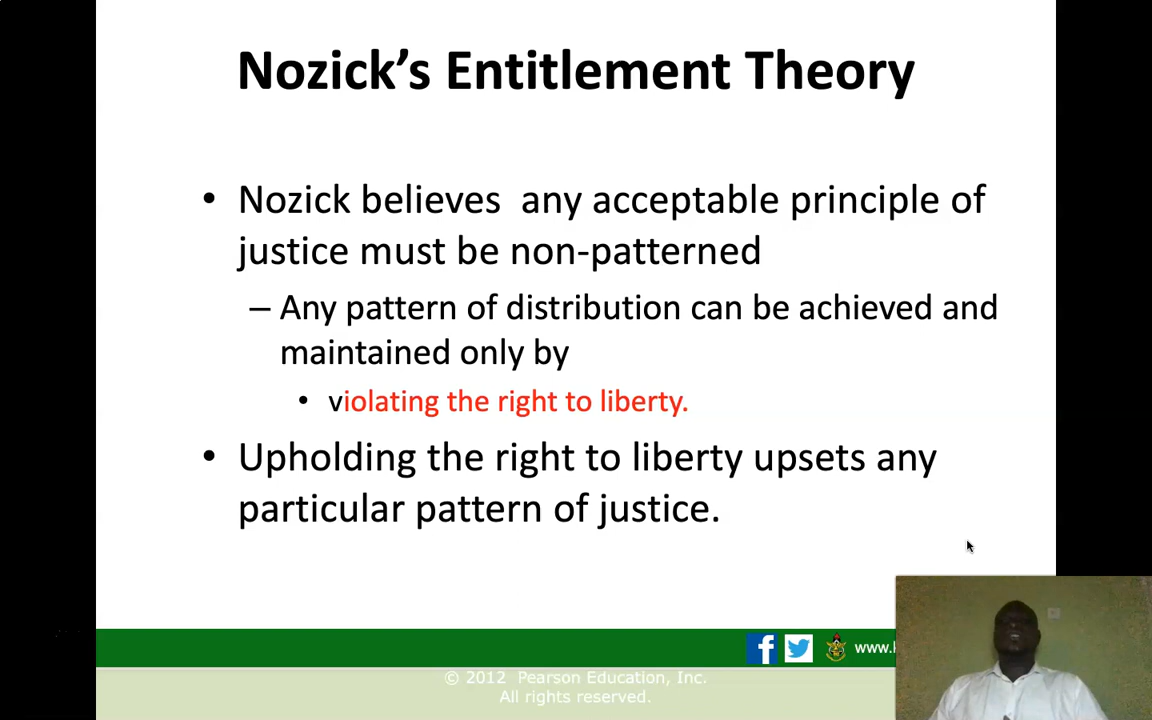 Nozick’s Entitlement Theory
• Nozick believes any acceptable principle of
justice must be non-patterned
– Any pattern of distribution can be achieved and
maintained only by
• violating the right to liberty.
• Upholding the right to liberty upsets any
particular pattern of justice.
www.
© 2012 Pearson Education, Inc.
All rights reserved.